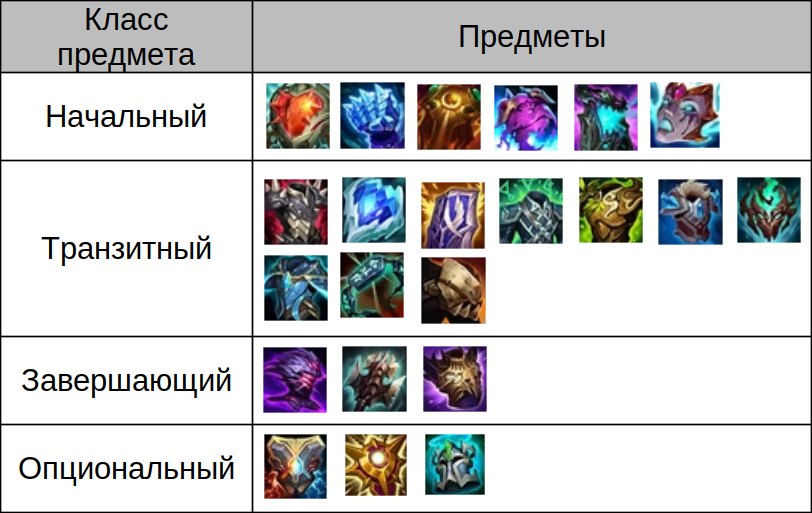 Класс
предмета
Предметы
Начальный
Транзитный
Завершающий
Опциональный